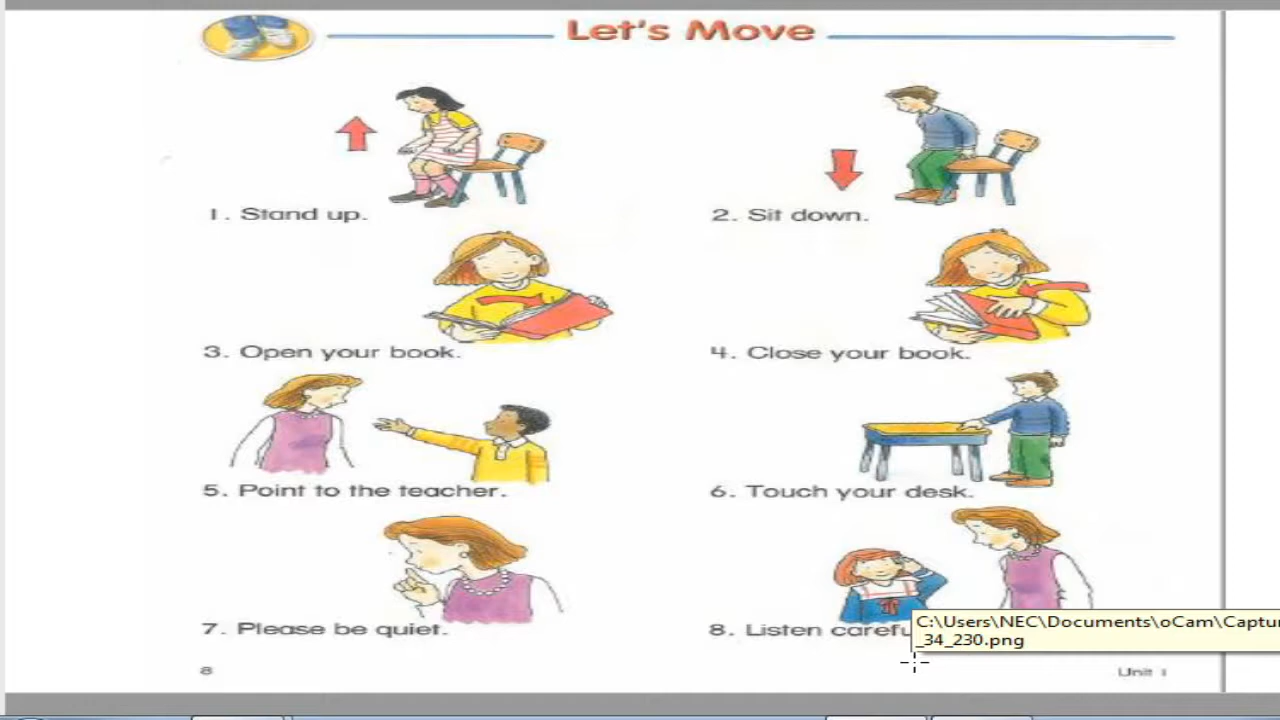 Let's Move
1. Stand up.
2. Sit down.
3. Open your book.
4. Close your book.
5. Point to the teacher.
6. Touch your desk.
7. Please be quiet.
8. Listen
C:\Users\NEC\Documents\oCam\Captu
_34_230.png
8
Unit 1